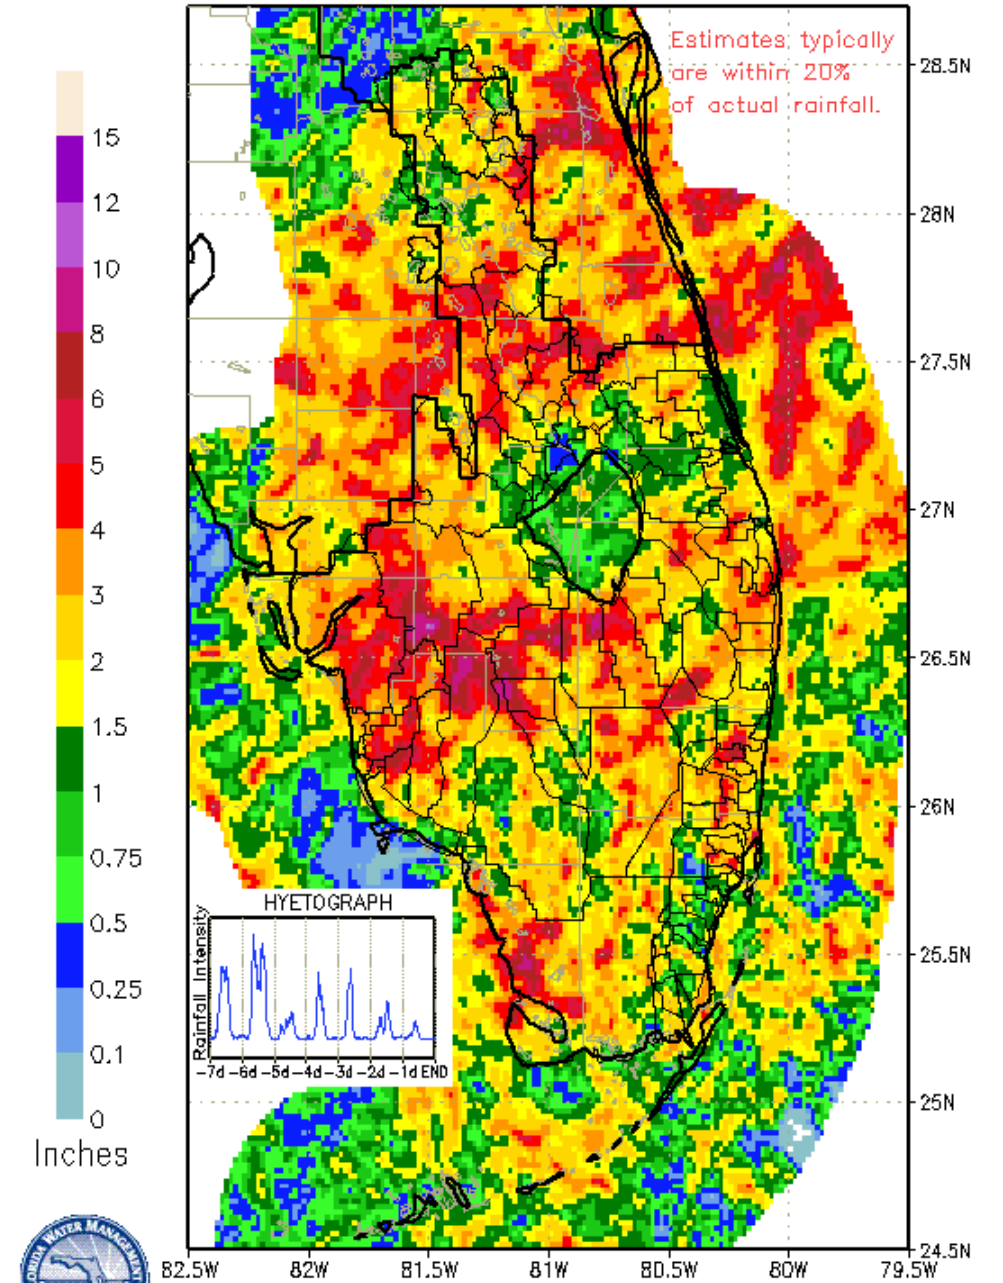 Estimates typically
are within 20%
of actual rainfall.
28.5N
28N
27.5N
27N
26.5N
26N
25.5N
25N
24.5N
15
12
10
8
6
5
4
3
2
1.5
1
0.75
0.5
0.25
0.1
0
Inches
HYETOGRAPH
Rainfall Intensity
-7d -6d -5d -4d -3d -2d -1d END
WATER MANAGEMENT
82.5W 82W 81.5W 81W 80.5W 80W 79.5W